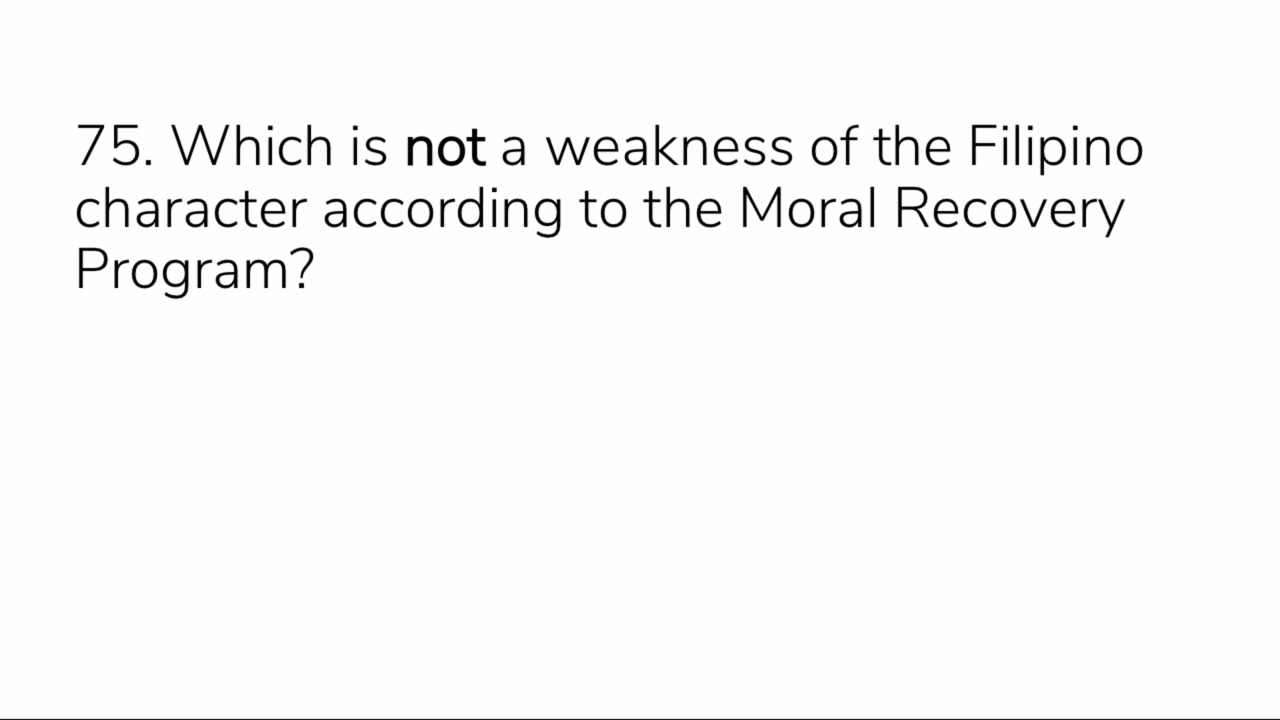 75. Which is not a weakness of the Filipino
character according to the Moral Recovery
Program?